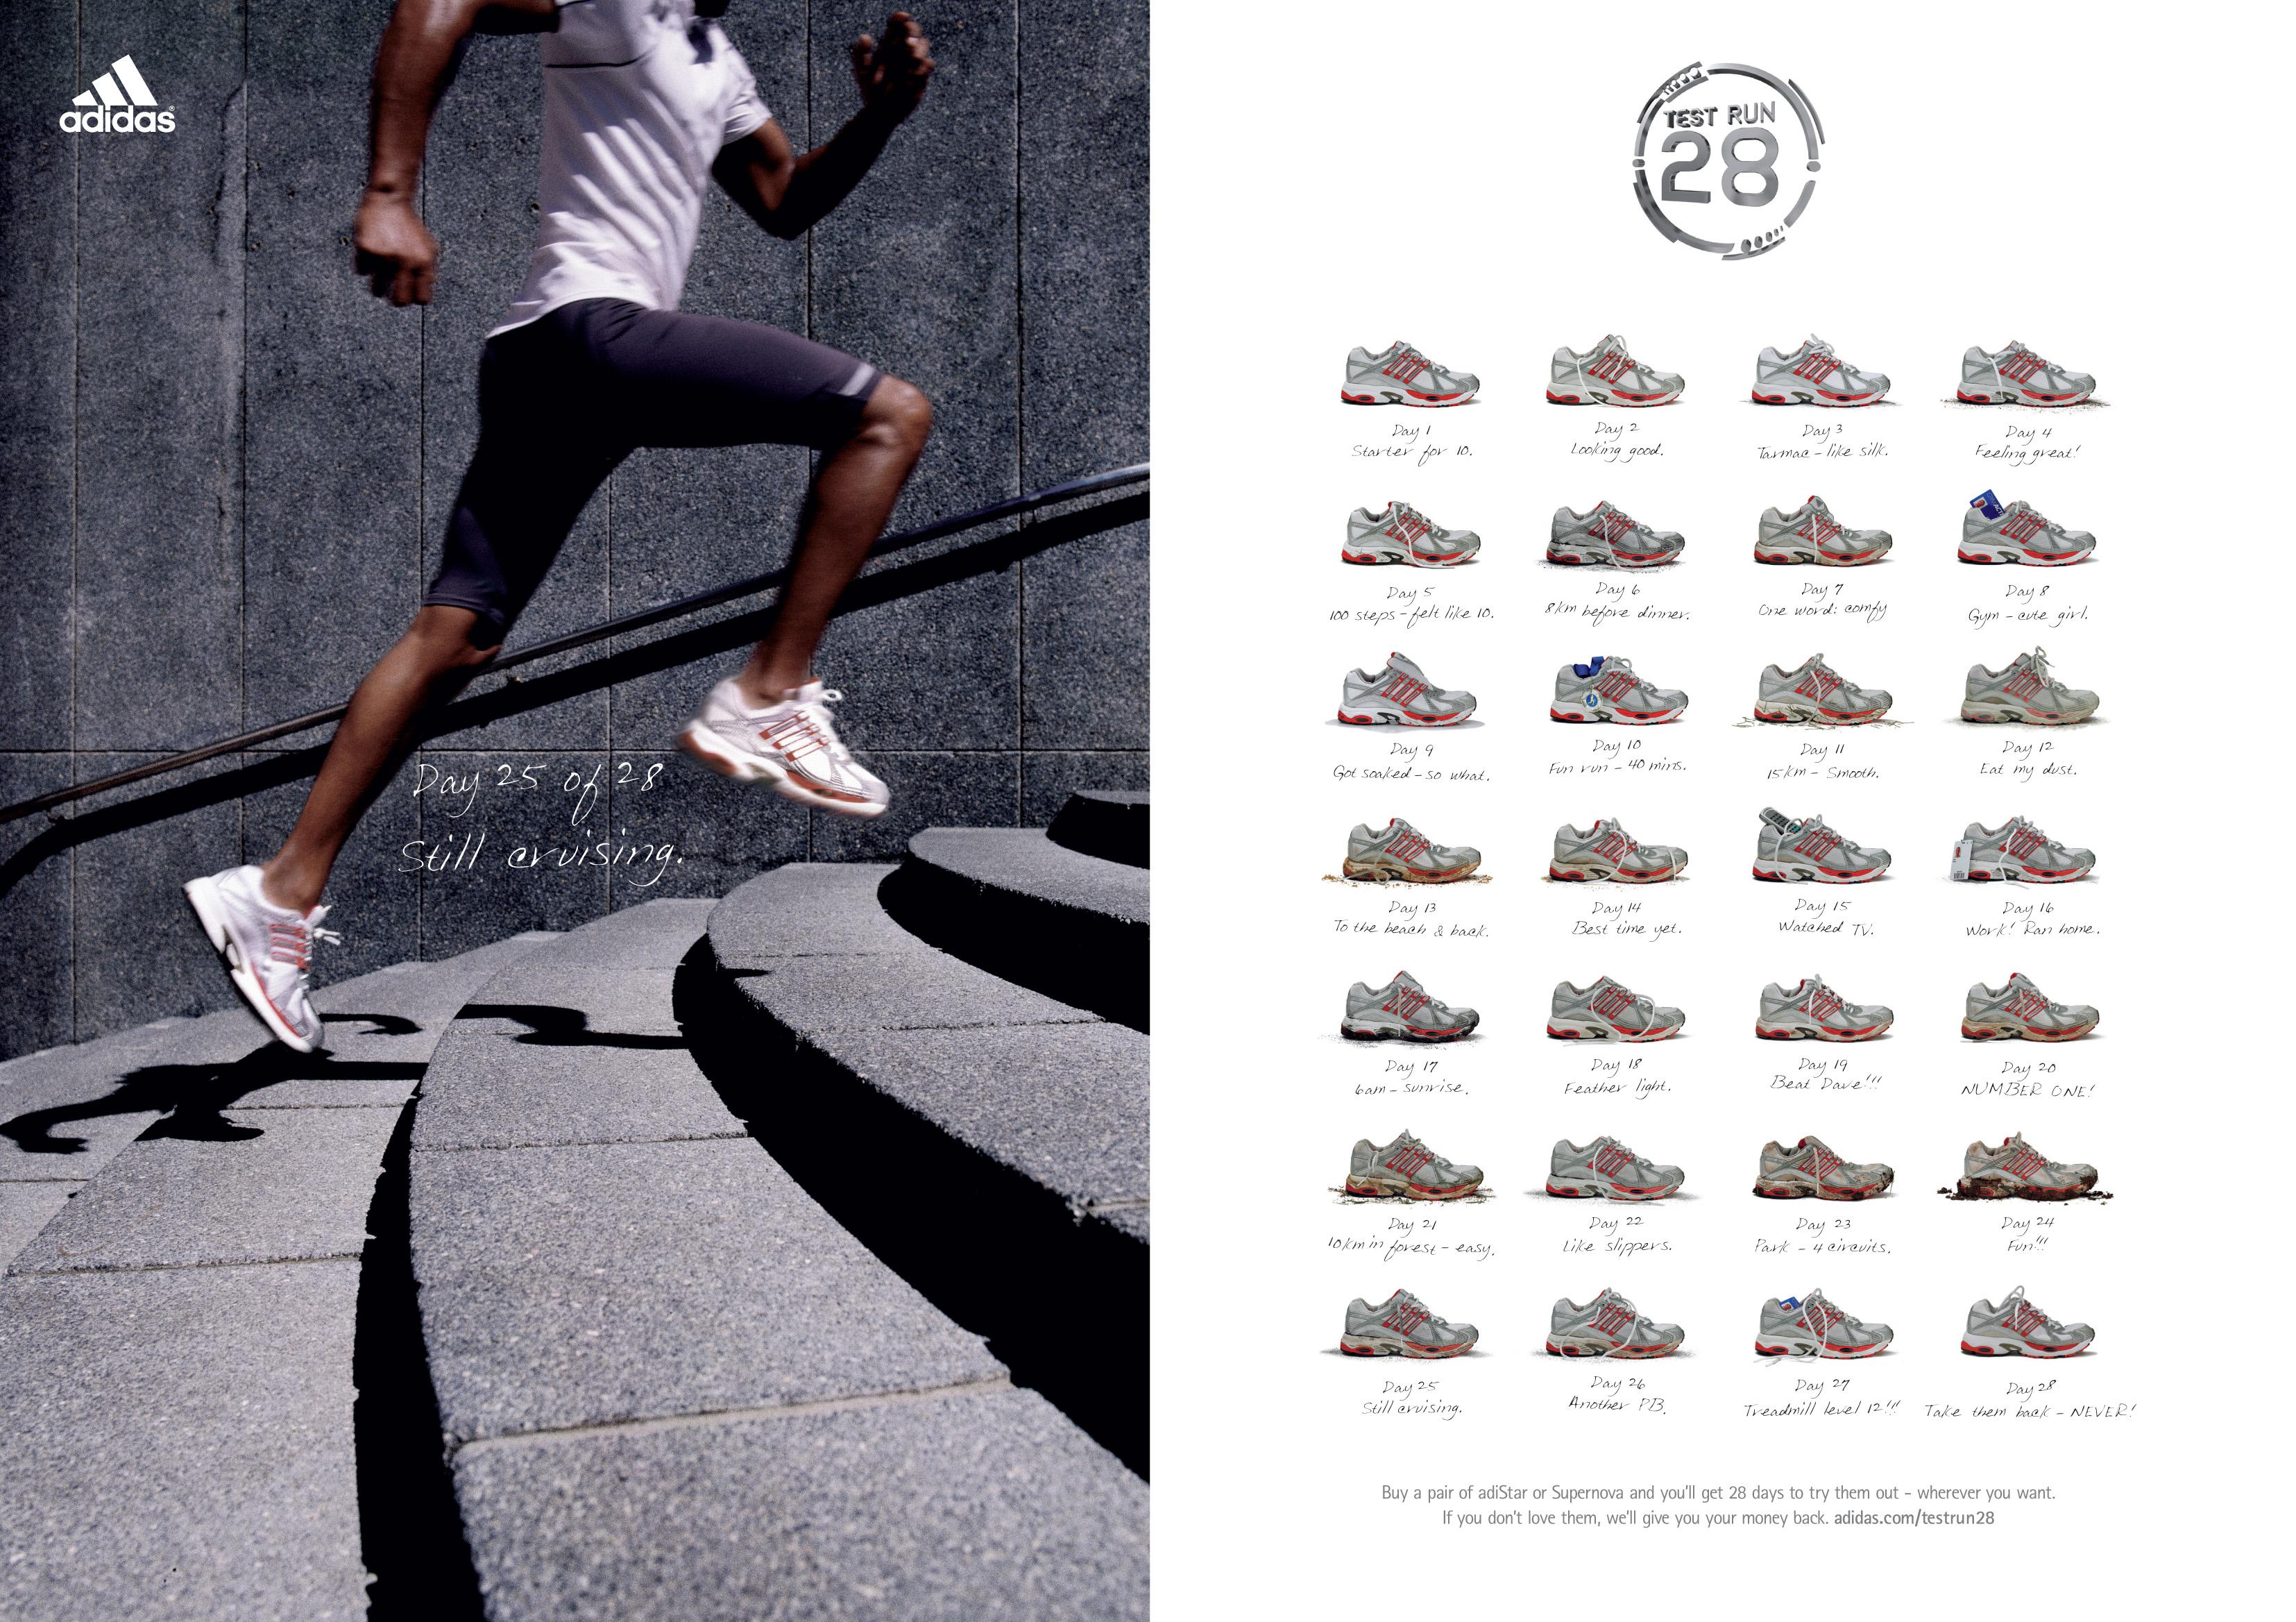 adidas
Day 25 of 28
Still cruising.
TEST RUN
28
Day 1
Starter for 10.
Day 2
Looking good.
Day 3
Tarmac - like silk.
Day 4
Feeling great!
Day 5
100 steps - felt like 10.
Day 6
8km before dinner.
Day 7
One word: comfy
Day 8
Gym - cute girl.
Day 9
Got soaked - so what.
Day 10
Fun run - 40 mins.
Day 11
15km - Smooth.
Day 12
Eat my dust.
Day 13
To the beach & back.
Day 14
Best time yet.
Day 15
Watched TV.
Day 16
Work! Ran home.
Day 17
6am - sunrise.
Day 18
Feather light.
Day 19
Beat Dave!!!
Day 20
NUMBER ONE!
Day 21
10km in forest - easy.
Day 22
Like slippers.
Day 23
Park - 4 circuits.
Day 24
Fun!!!
Day 25
Still cruising.
Day 26
Another PB.
Day 27
Treadmill level 12!!!
Day 28
Take them back - NEVER!
Buy a pair of adiStar or Supernova and you'll get 28 days to try them out - wherever you want.
If you don't love them, we'll give you your money back. adidas.com/testrun28